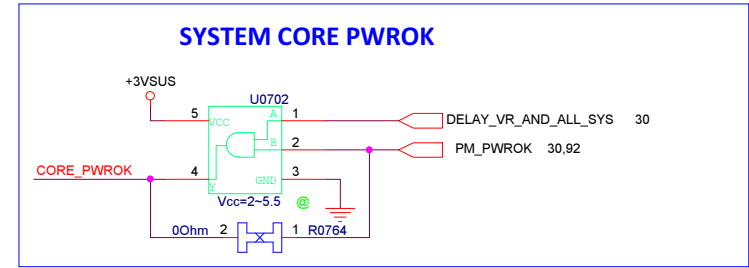 SYSTEM CORE PWROK
+3VSUS
U0702
5 VCC A 1 DELAY_VR_AND_ALL_SYS 30
B 2 PM_PWROK 30,92
CORE_PWROK 4 Y GND 3
Vcc=2~5.5 @
0Ohm 2 1 R0764